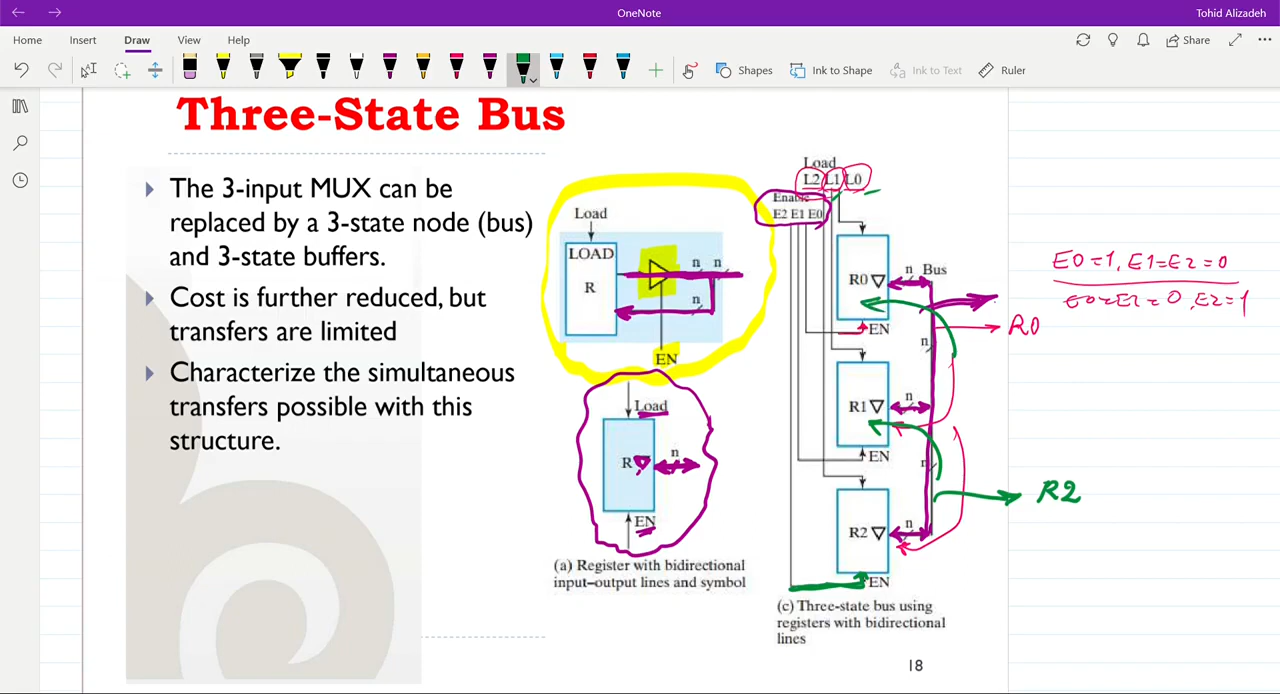 OneNote
Tohid Alizadeh
Home
Insert
Draw
View
Help
Share
Shapes
Ink to Shape
Ink to Text
Ruler
Three-State Bus
The 3-input MUX can be
replaced by a 3-state node (bus)
and 3-state buffers.
Cost is further reduced, but
transfers are limited
Characterize the simultaneous
transfers possible with this
structure.
Load
LOAD
R
n n
n
EN
Load
R
n
EN
(a) Register with bidirectional
input–output lines and symbol
Load
L2 L1 L0
Enable
E2 E1 E0
R0
n Bus
EN
n
R1
n
EN
n
R2
n
EN
(c) Three-state bus using
registers with bidirectional
lines
E0=1, E1=E2=0
E0=E1=0, E2=1
R0
R2
18